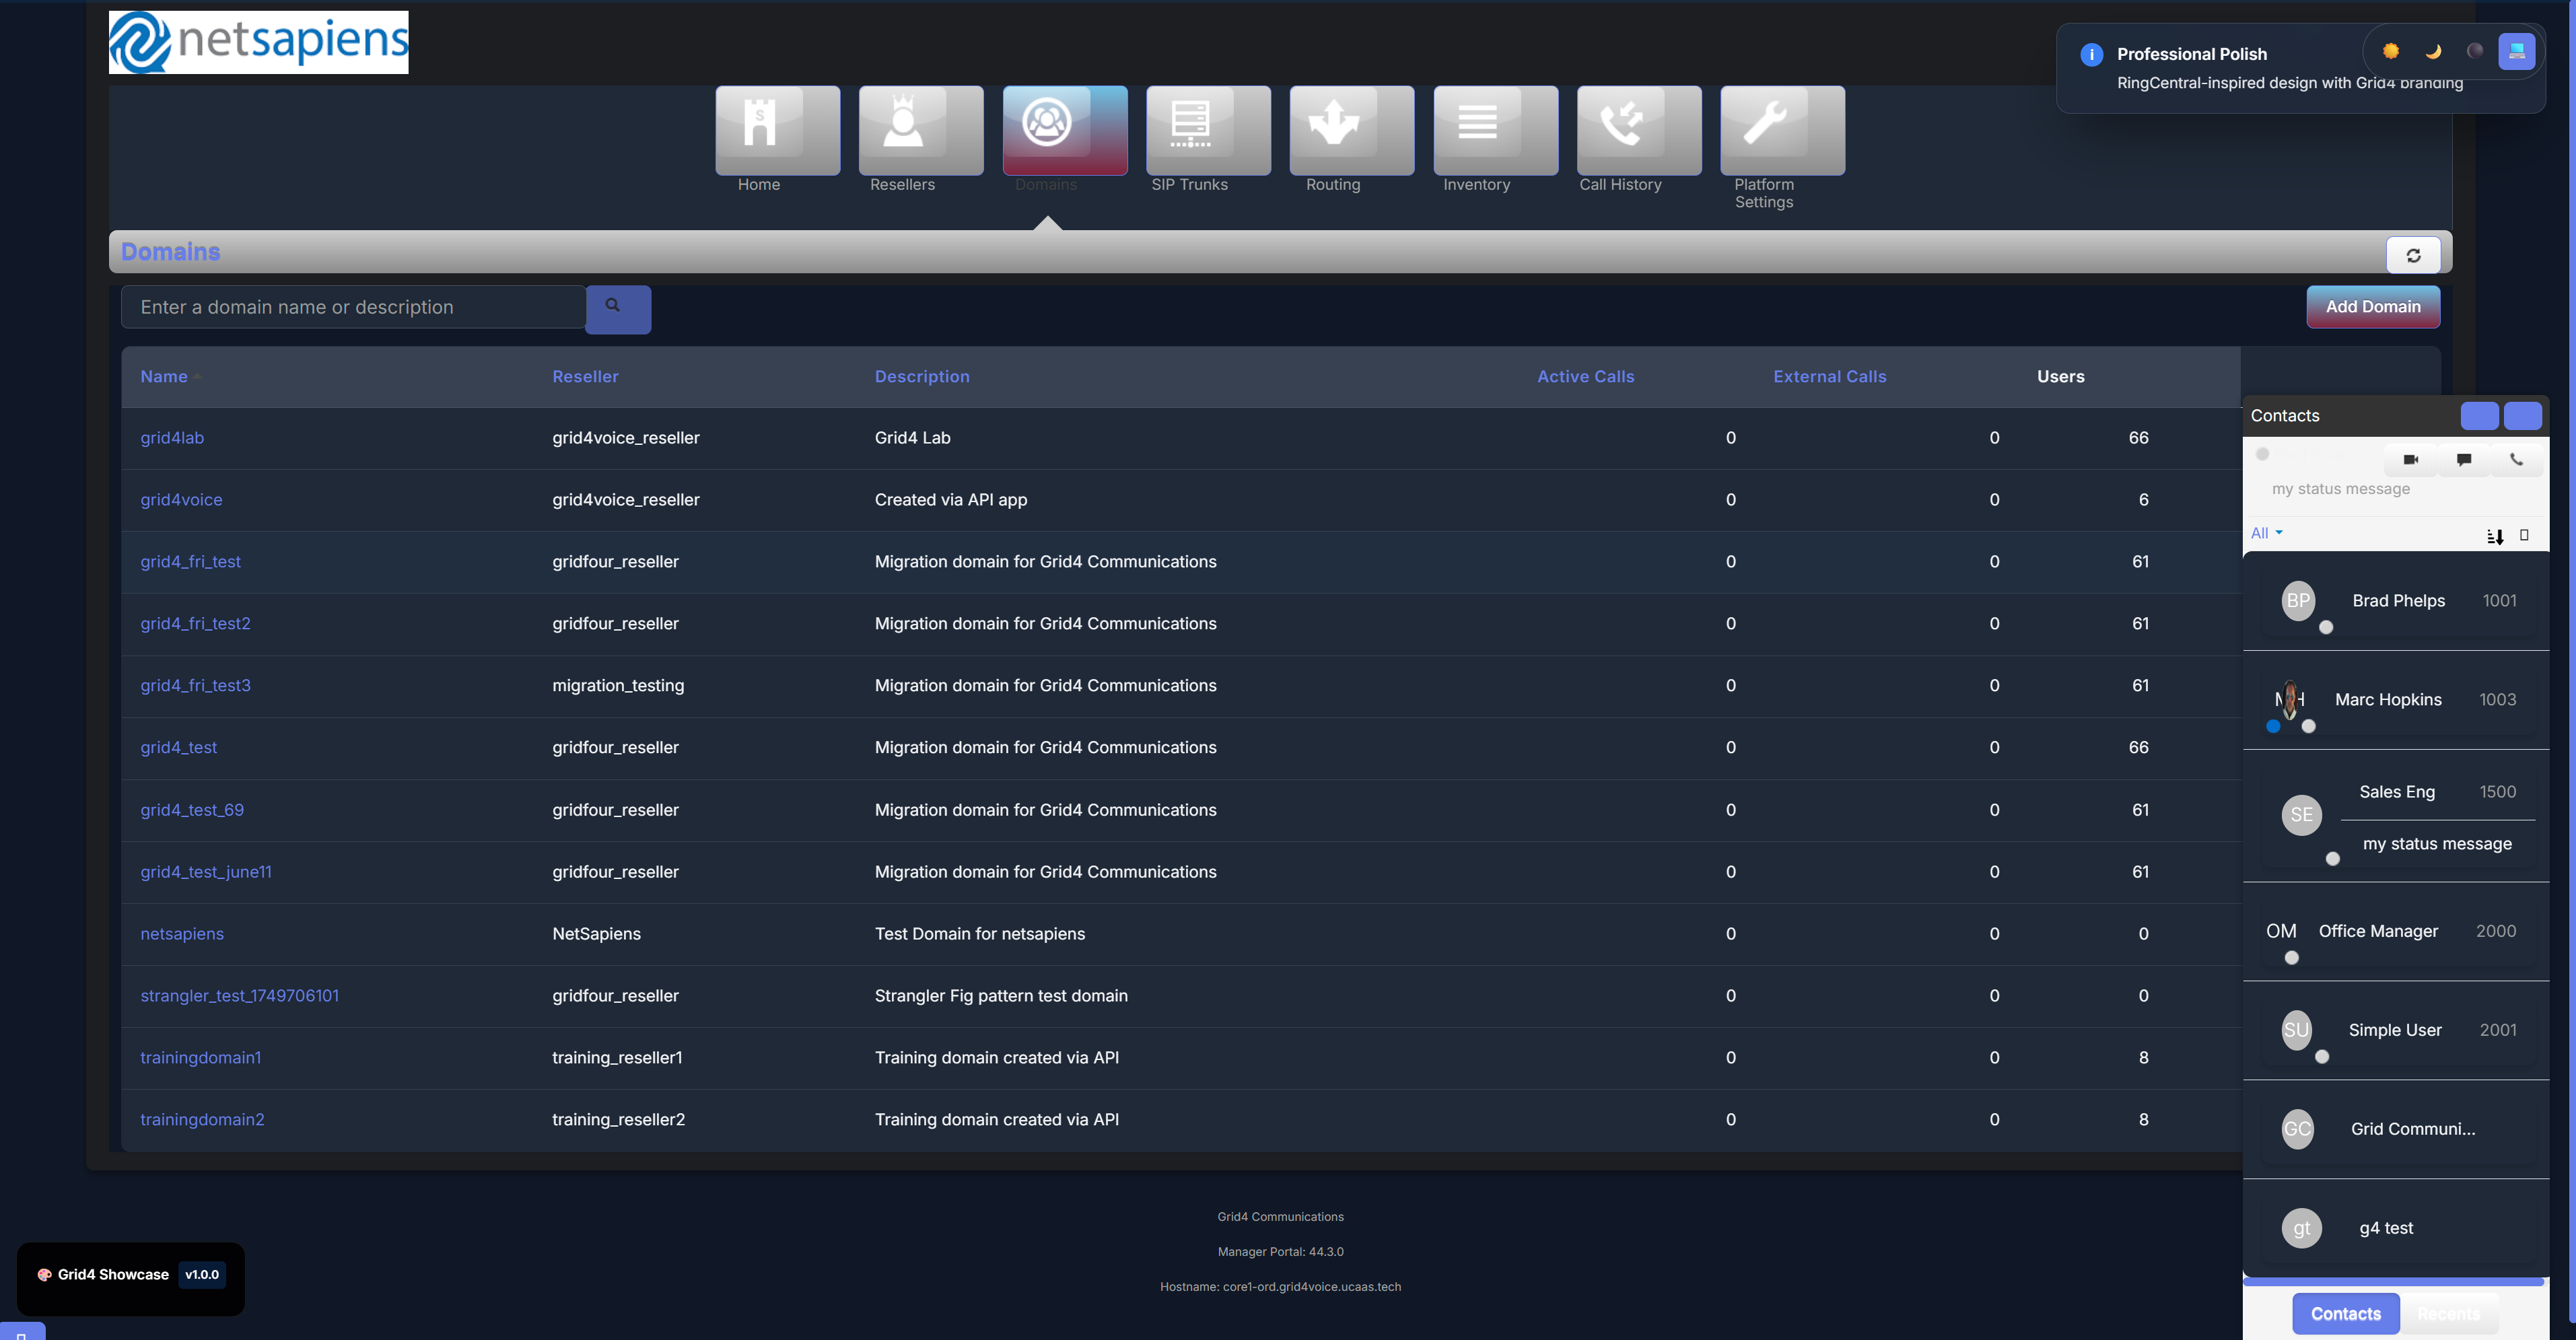 netsapiens
Professional Polish
RingCentral-inspired design with Grid4 branding
Home
Resellers
Domains
SIP Trunks
Routing
Inventory
Call History
Platform
Settings
Domains
Enter a domain name or description
Add Domain
Name Reseller Description Active Calls External Calls Users
grid4lab grid4voice_reseller Grid4 Lab 0 0 66
grid4voice grid4voice_reseller Created via API app 0 0 6
grid4_fri_test gridfour_reseller Migration domain for Grid4 Communications 0 0 61
grid4_fri_test2 gridfour_reseller Migration domain for Grid4 Communications 0 0 61
grid4_fri_test3 migration_testing Migration domain for Grid4 Communications 0 0 61
grid4_test gridfour_reseller Migration domain for Grid4 Communications 0 0 66
grid4_test_69 gridfour_reseller Migration domain for Grid4 Communications 0 0 61
grid4_test_june11 gridfour_reseller Migration domain for Grid4 Communications 0 0 61
netsapiens NetSapiens Test Domain for netsapiens 0 0 0
strangler_test_1749706101 gridfour_reseller Strangler Fig pattern test domain 0 0 0
trainingdomain1 training_reseller1 Training domain created via API 0 0 8
trainingdomain2 training_reseller2 Training domain created via API 0 0 8
Contacts
my status message
All
BP Brad Phelps 1001
MH Marc Hopkins 1003
SE Sales Eng 1500
my status message
OM Office Manager 2000
SU Simple User 2001
GC Grid Communi...
gt g4 test
Contacts Recents
Grid4 Communications
Manager Portal: 44.3.0
Hostname: core1-ord.grid4voice.ucaas.tech
Grid4 Showcase v1.0.0